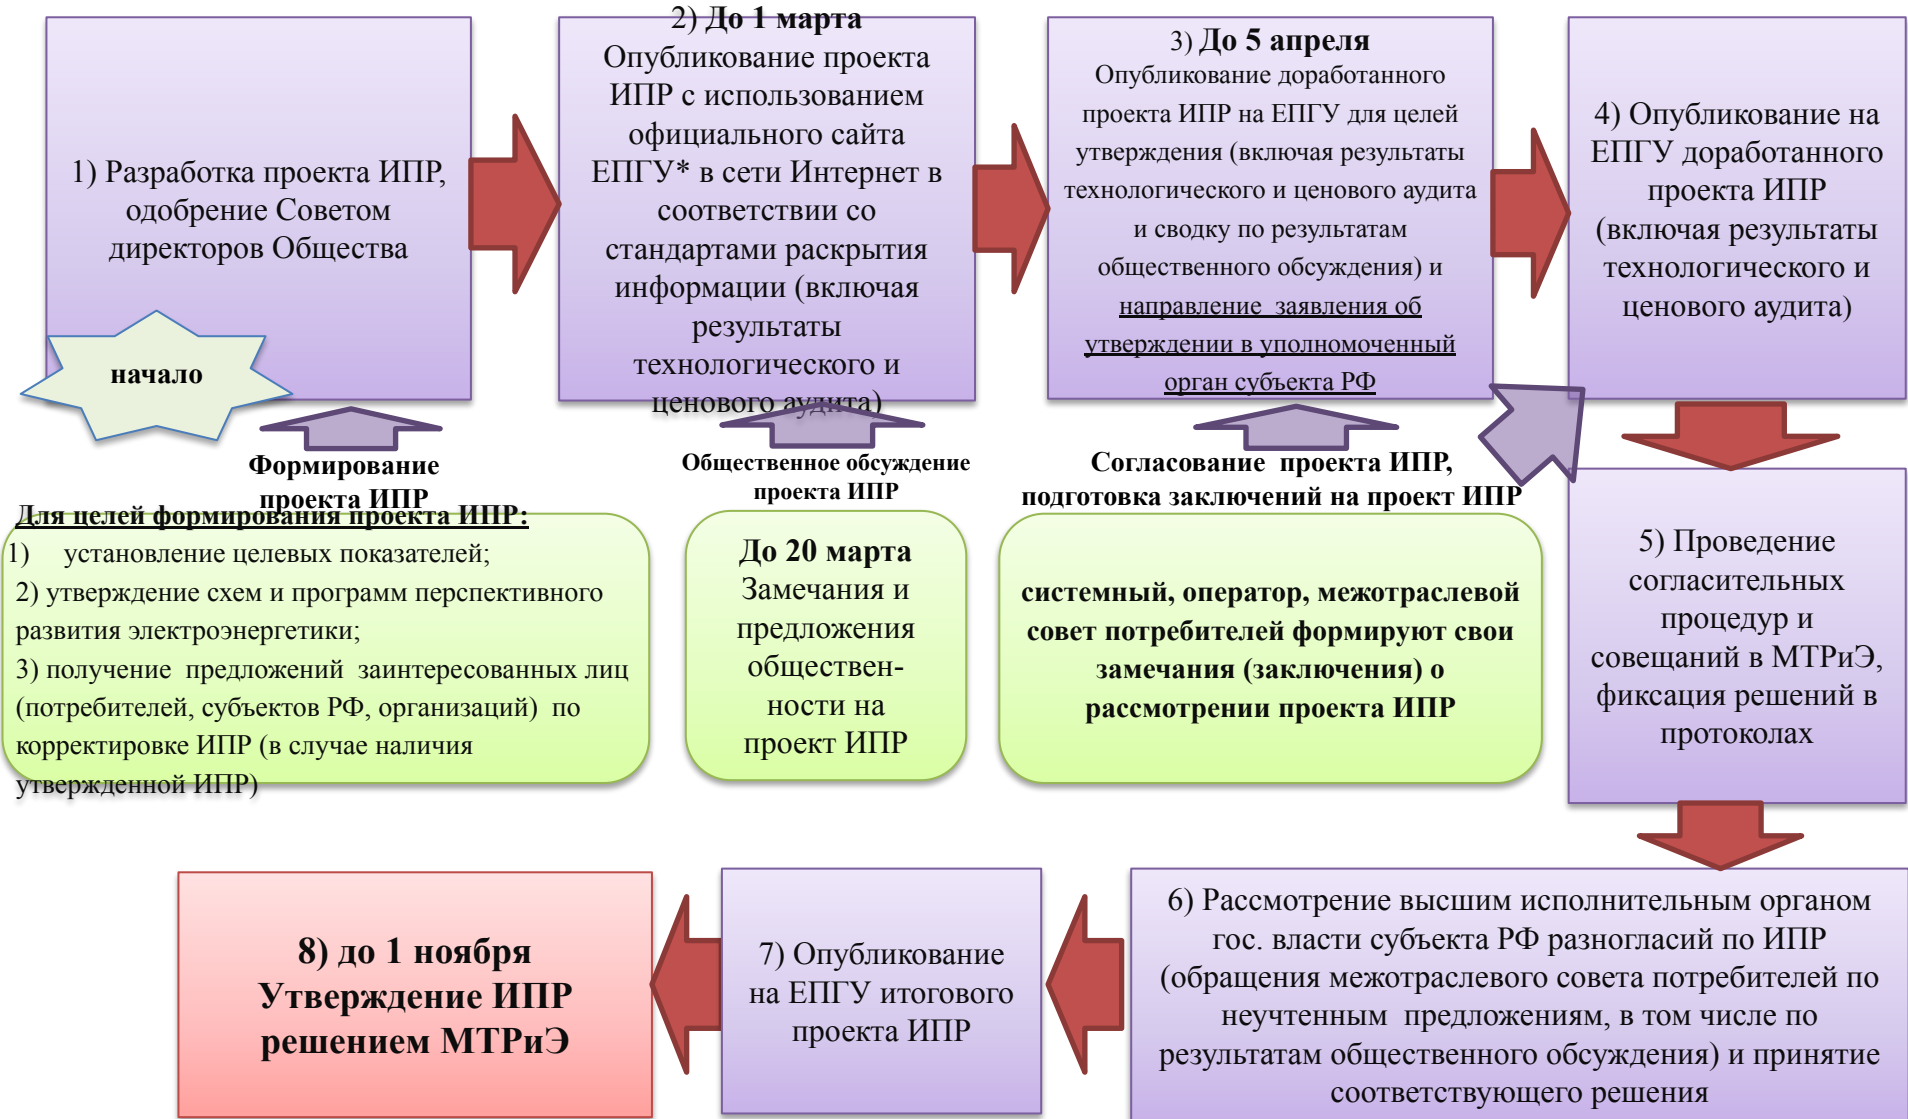 1) Разработка проекта ИПР,
одобрение Советом
директоров Общества
начало
2) До 1 марта
Опубликование проекта
ИПР с использованием
официального сайта
ЕПГУ* в сети Интернет в
соответствии со
стандартами раскрытия
информации (включая
результаты
технологического и
ценового аудита)
3) До 5 апреля
Опубликование доработанного
проекта ИПР на ЕПГУ для целей
утверждения (включая результаты
технологического и ценового аудита
и сводку по результатам
общественного обсуждения) и
направление заявления об
утверждении в уполномоченный
орган субъекта РФ
4) Опубликование на
ЕПГУ доработанного
проекта ИПР
(включая результаты
технологического и
ценового аудита)
Формирование
проекта ИПР
Для целей формирования проекта ИПР:
1) установление целевых показателей;
2) утверждение схем и программ перспективного
развития электроэнергетики;
3) получение предложений заинтересованных лиц
(потребителей, субъектов РФ, организаций) по
корректировке ИПР (в случае наличия
утвержденной ИПР)
Общественное обсуждение
проекта ИПР
До 20 марта
Замечания и
предложения
обществен-
ности на
проект ИПР
Согласование проекта ИПР,
подготовка заключений на проект ИПР
системный, оператор, межотраслевой
совет потребителей формируют свои
замечания (заключения) о
рассмотрении проекта ИПР
5) Проведение
согласительных
процедур и
совещаний в МТРиЭ,
фиксация решений в
протоколах
6) Рассмотрение высшим исполнительным органом
гос. власти субъекта РФ разногласий по ИПР
(обращения межотраслевого совета потребителей по
неучтенным предложениям, в том числе по
результатам общественного обсуждения) и принятие
соответствующего решения
7) Опубликование
на ЕПГУ итогового
проекта ИПР
8) до 1 ноября
Утверждение ИПР
решением МТРиЭ